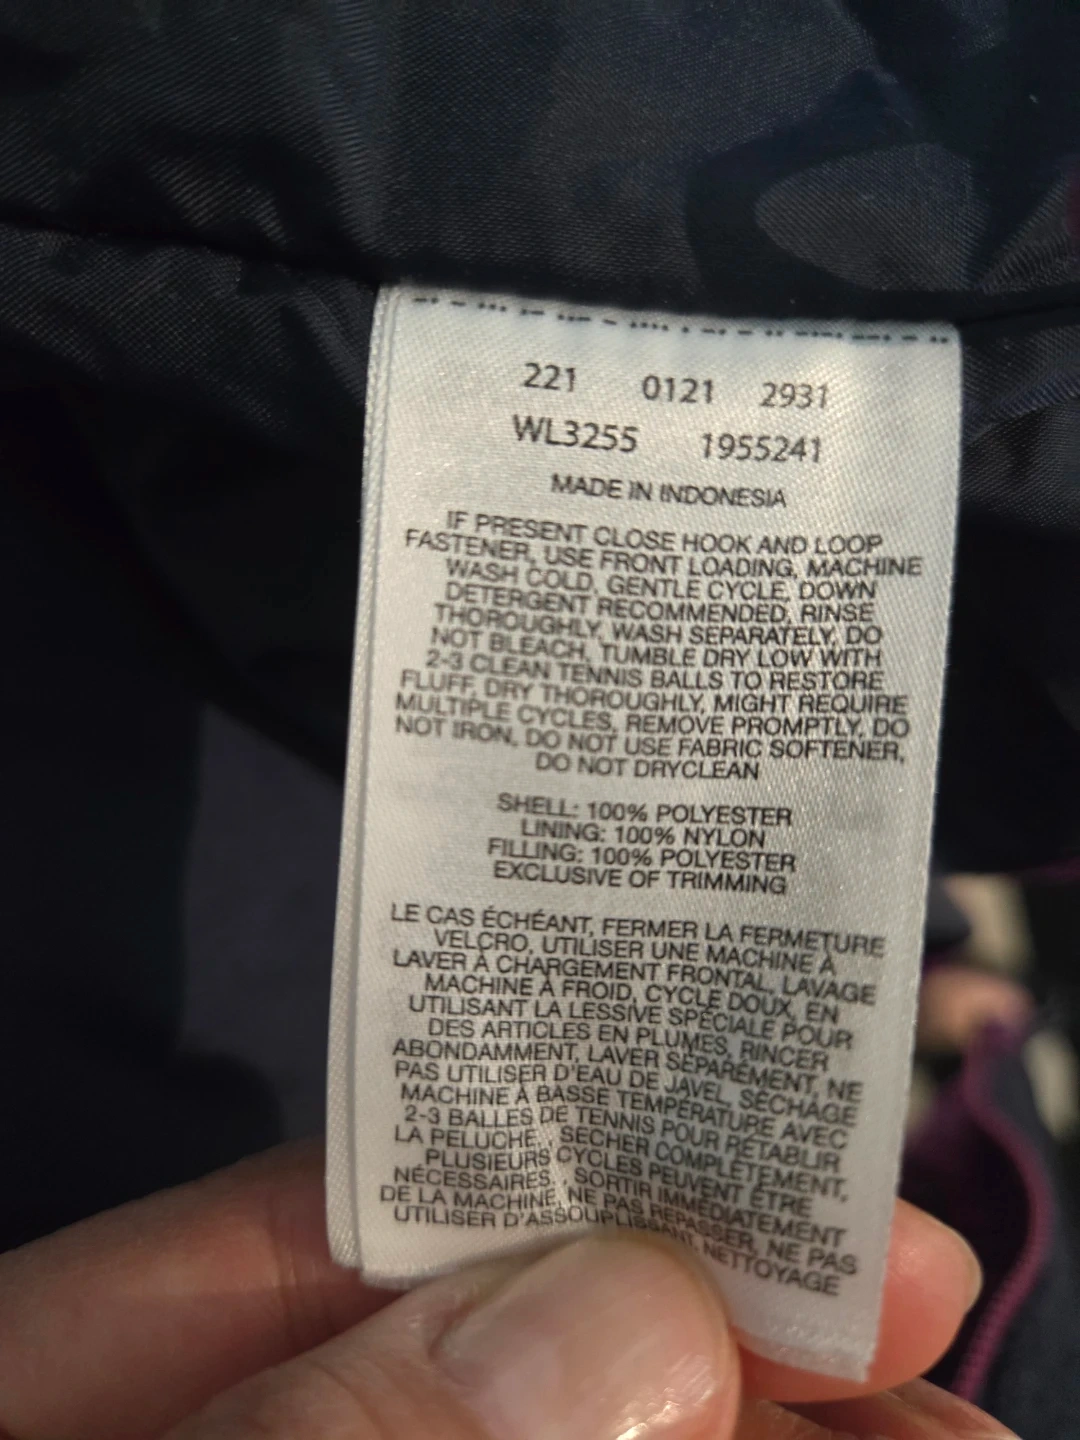 221 0121 2931
WL3255 1955241
MADE IN INDONESIA
IF PRESENT CLOSE HOOK AND LOOP
FASTENER, USE FRONT LOADING, MACHINE
WASH COLD, GENTLE CYCLE, DOWN
DETERGENT RECOMMENDED, RINSE
THOROUGHLY, WASH SEPARATELY, DO
NOT BLEACH, TUMBLE DRY LOW WITH
2-3 CLEAN TENNIS BALLS TO RESTORE
FLUFF, DRY THOROUGHLY, MIGHT REQUIRE
MULTIPLE CYCLES, REMOVE PROMPTLY, DO
NOT IRON, DO NOT USE FABRIC SOFTENER,
DO NOT DRYCLEAN
SHELL: 100% POLYESTER
LINING: 100% NYLON
FILLING: 100% POLYESTER
EXCLUSIVE OF TRIMMING
LE CAS ÉCHÉANT, FERMER LA FERMETURE
VELCRO, UTILISER UNE MACHINE À
LAVER À CHARGEMENT FRONTAL, LAVAGE
MACHINE À FROID, CYCLE DOUX, EN
UTILISANT LA LESSIVE SPÉCIALE POUR
DES ARTICLES EN PLUMES, RINCER
ABONDAMMENT, LAVER SÉPARÉMENT, NE
PAS UTILISER D'EAU DE JAVEL, SÉCHAGE
MACHINE À BASSE TEMPÉRATURE AVEC
2-3 BALLES DE TENNIS POUR RÉTABLIR
LA PELUCHE, SÉCHER COMPLÈTEMENT,
PLUSIEURS CYCLES PEUVENT ÊTRE
NÉCESSAIRES, SORTIR IMMÉDIATEMENT
DE LA MACHINE, NE PAS REPASSER, NE PAS
UTILISER D'ASSOUPLISSANT, NETTOYAGE